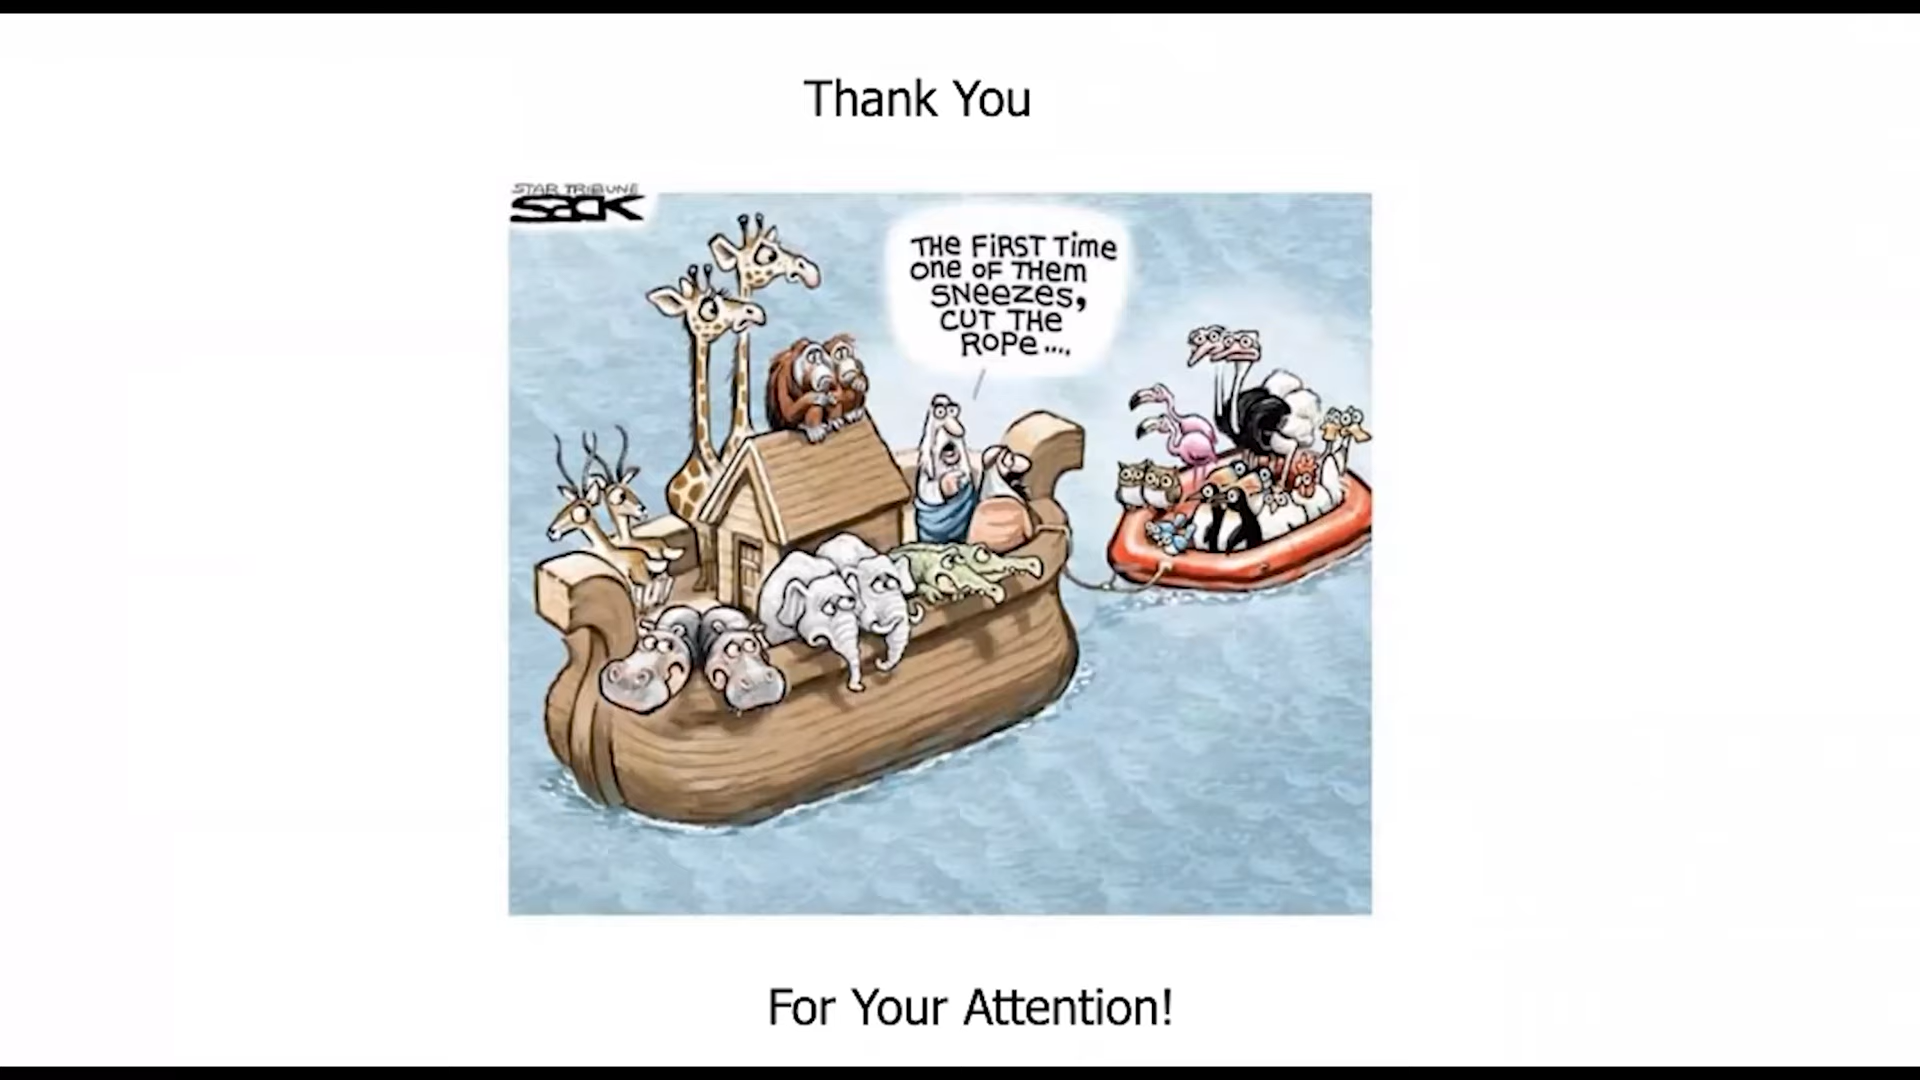 Thank You
STAR TRIBUNE
SACK
THE FIRST TIME
ONE OF THEM
SNEEZES,
CUT THE
ROPE....
For Your Attention!